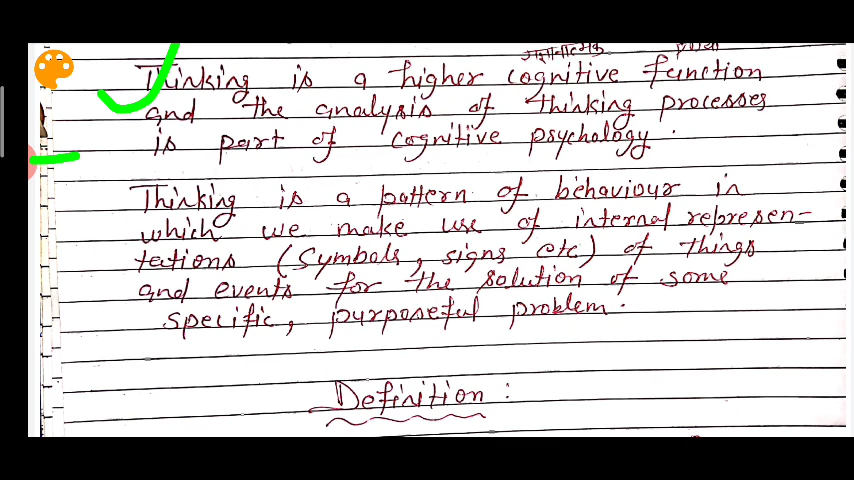 ज्ञानात्मक
Thinking is a higher cognitive function
and the analysis of thinking processes
is part of cognitive psychology.
Thinking is a pattern of behaviour in
which we make use of internal represen-
tations (Symbols, signs etc) of things
and events for the solution of some
specific, purposeful problem.
Definition :